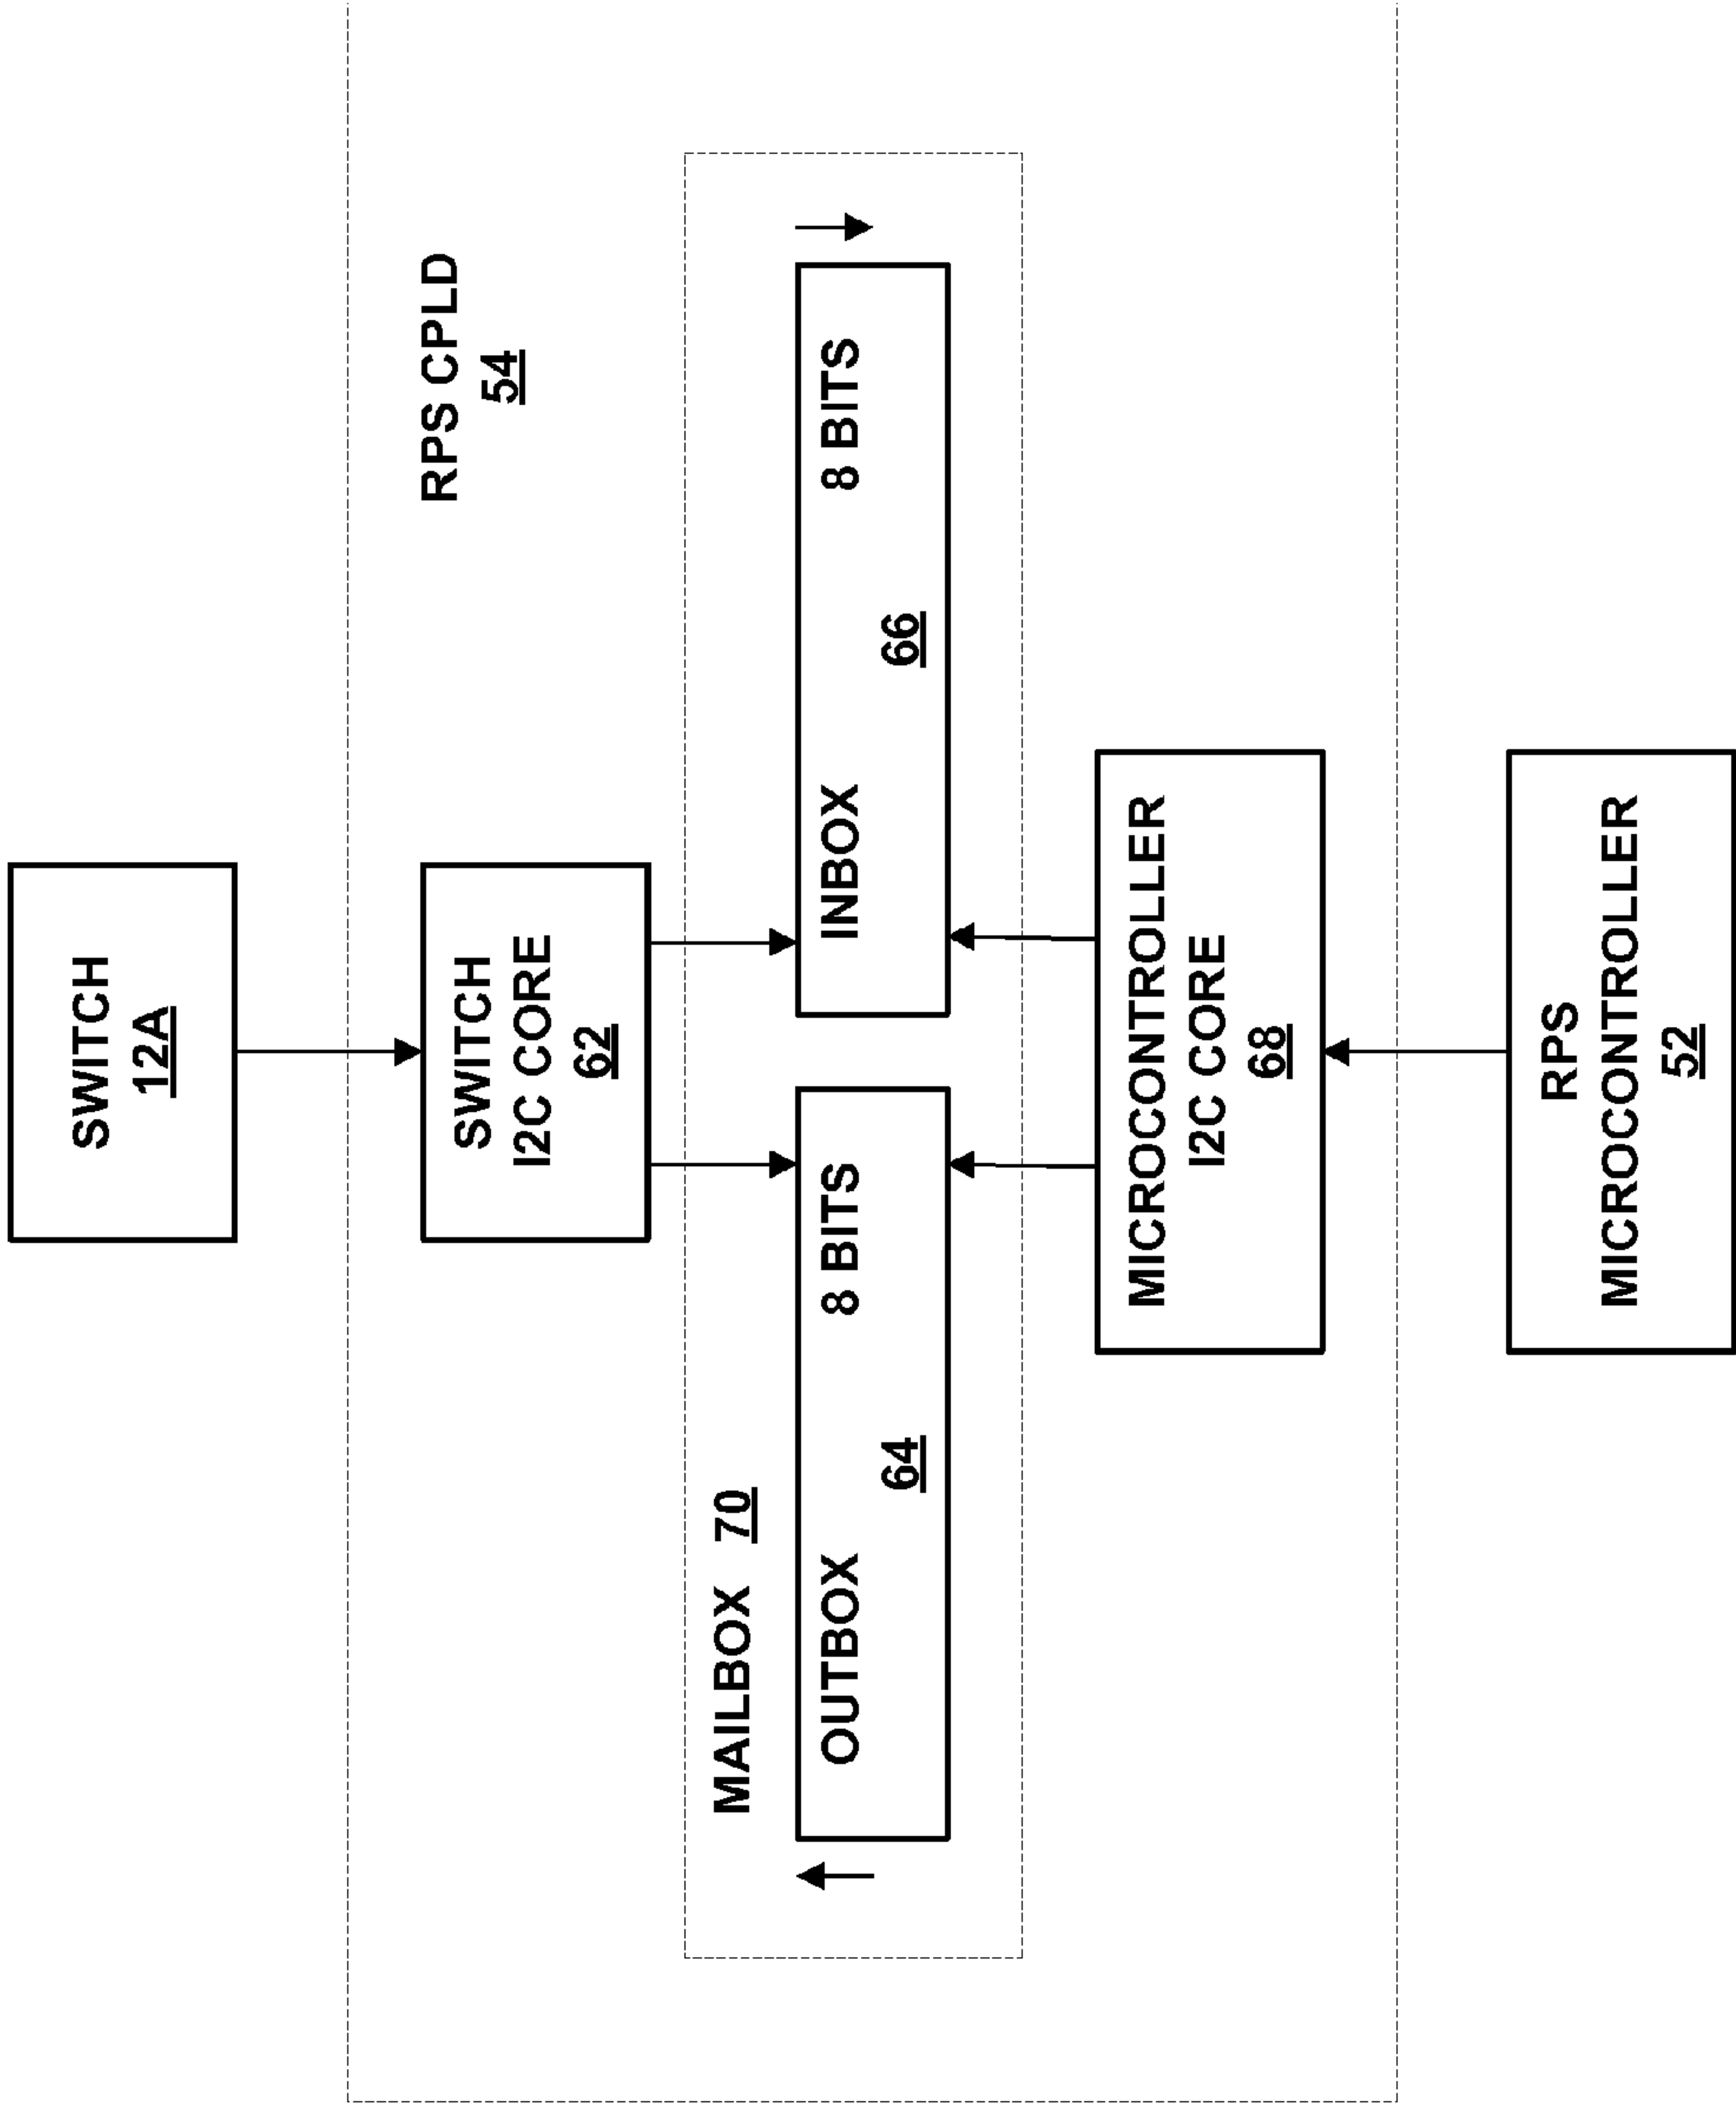 SWITCH
12A
RPS CPLD
54
SWITCH
I2C CORE
62
MAILBOX 70
OUTBOX 8 BITS
64
INBOX 8 BITS
66
MICROCONTROLLER
I2C CORE
68
RPS
MICROCONTROLLER
52